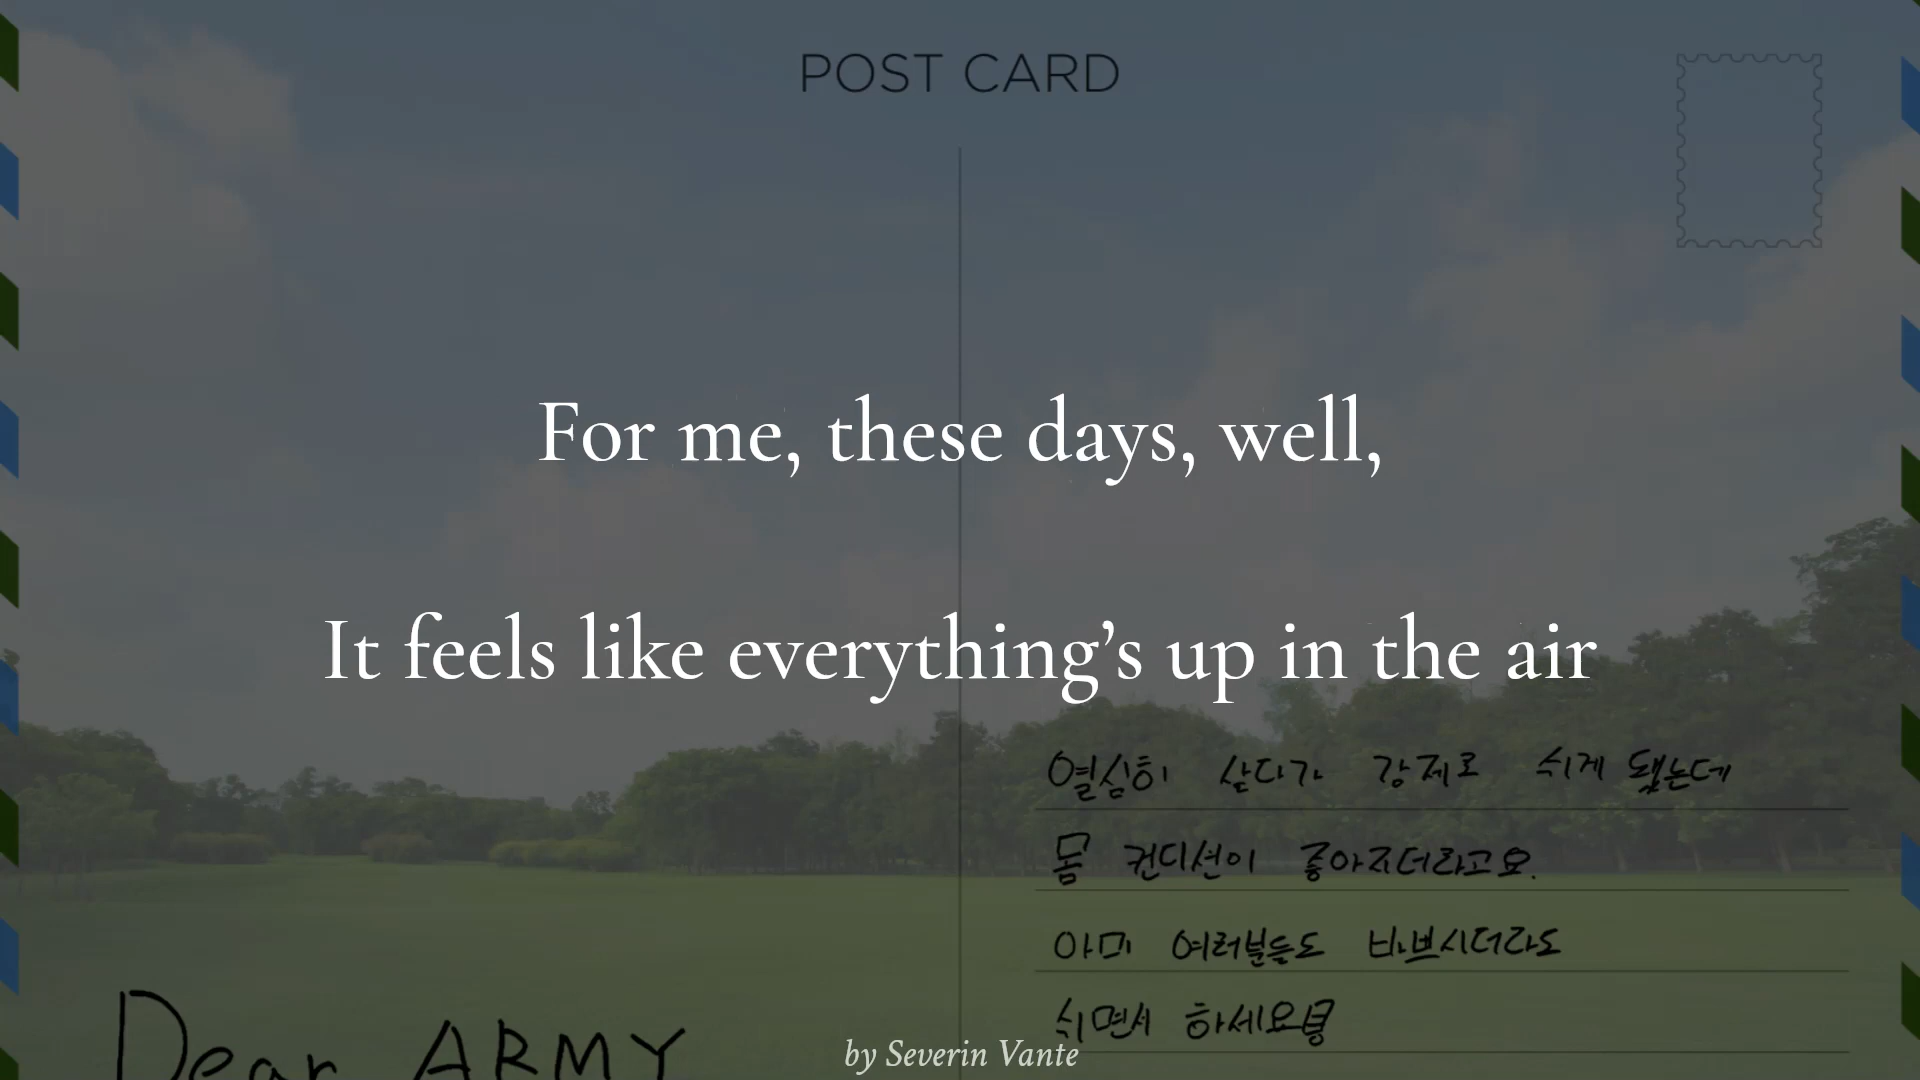 POST CARD
For me, these days, well,
It feels like everything’s up in the air
열심히 살다가 강제로 쉬게 됐는데
몸 컨디션이 좋아지더라고요.
아미 여러분들도 바쁘시더라도
쉬면서 하세요용
Dear ARMY
by Severin Vante